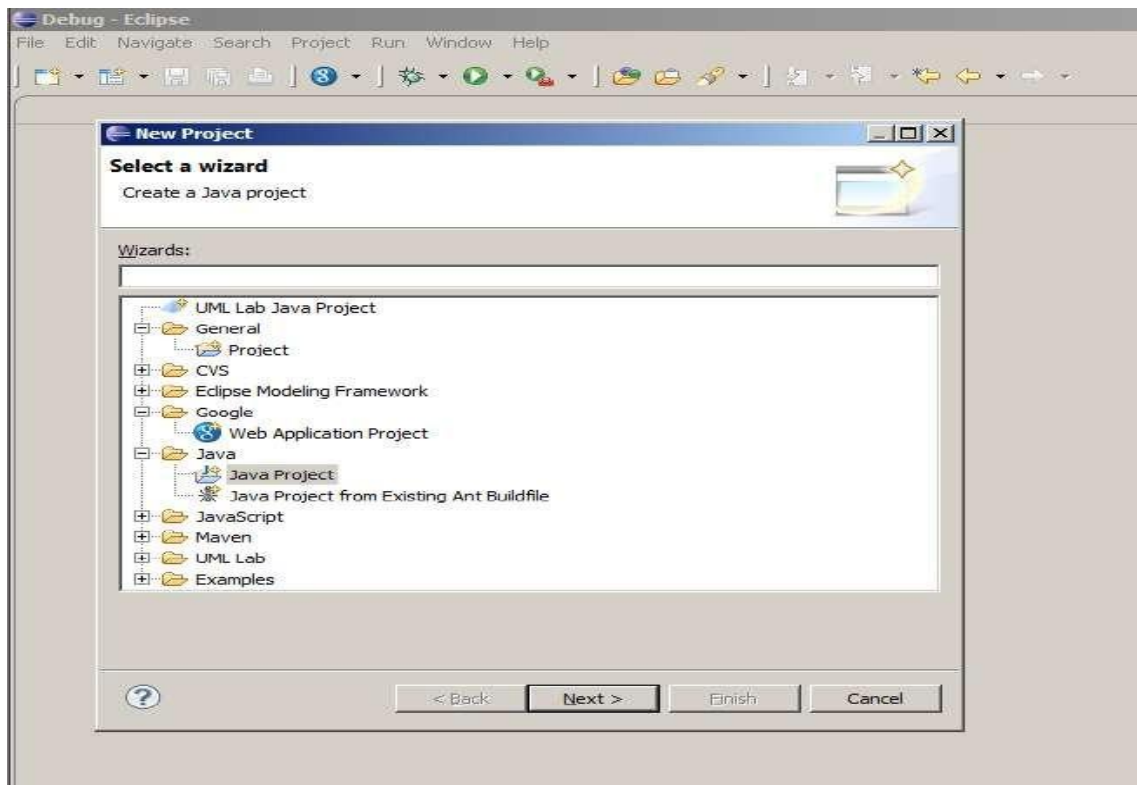 Debug - Eclipse
File Edit Navigate Search Project Run Window Help
New Project
Select a wizard
Create a Java project
Wizards:
UML Lab Java Project
General
Project
CVS
Eclipse Modeling Framework
Google
Web Application Project
Java
Java Project
Java Project from Existing Ant Buildfile
JavaScript
Maven
UML Lab
Examples
< Back Next > Finish Cancel